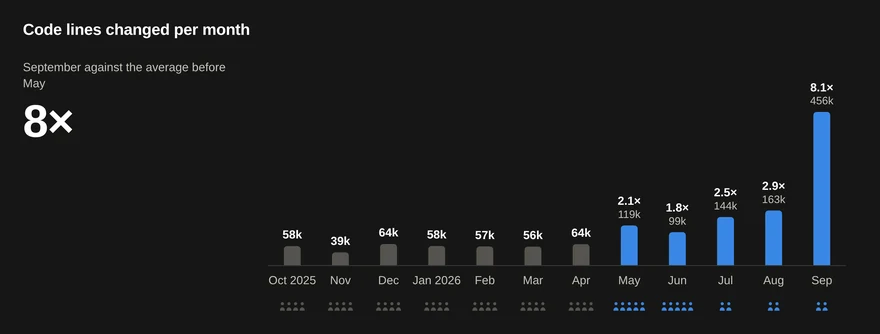 Code lines changed per month
September against the average before
May
8×
8.1×
456k
2.9×
163k
2.5×
144k
2.1×
119k
1.8×
99k
58k
39k
64k
58k
57k
56k
64k
Oct 2025 Nov Dec Jan 2026 Feb Mar Apr May Jun Jul Aug Sep